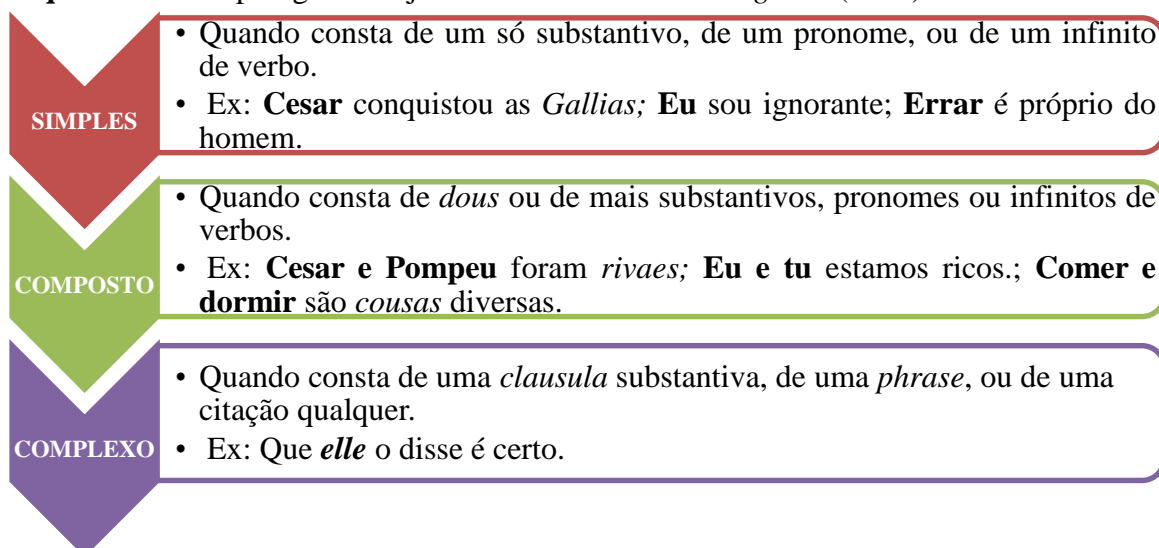 • Quando consta de um só substantivo, de um pronome, ou de um infinito
de verbo.
• Ex: Cesar conquistou as Gallias; Eu sou ignorante; Errar é próprio do
homem.
SIMPLES
• Quando consta de dous ou de mais substantivos, pronomes ou infinitos de
verbos.
• Ex: Cesar e Pompeu foram rivaes; Eu e tu estamos ricos.; Comer e
dormir são cousas diversas.
COMPOSTO
• Quando consta de uma clausula substantiva, de uma phrase, ou de uma
citação qualquer.
• Ex: Que elle o disse é certo.
COMPLEXO